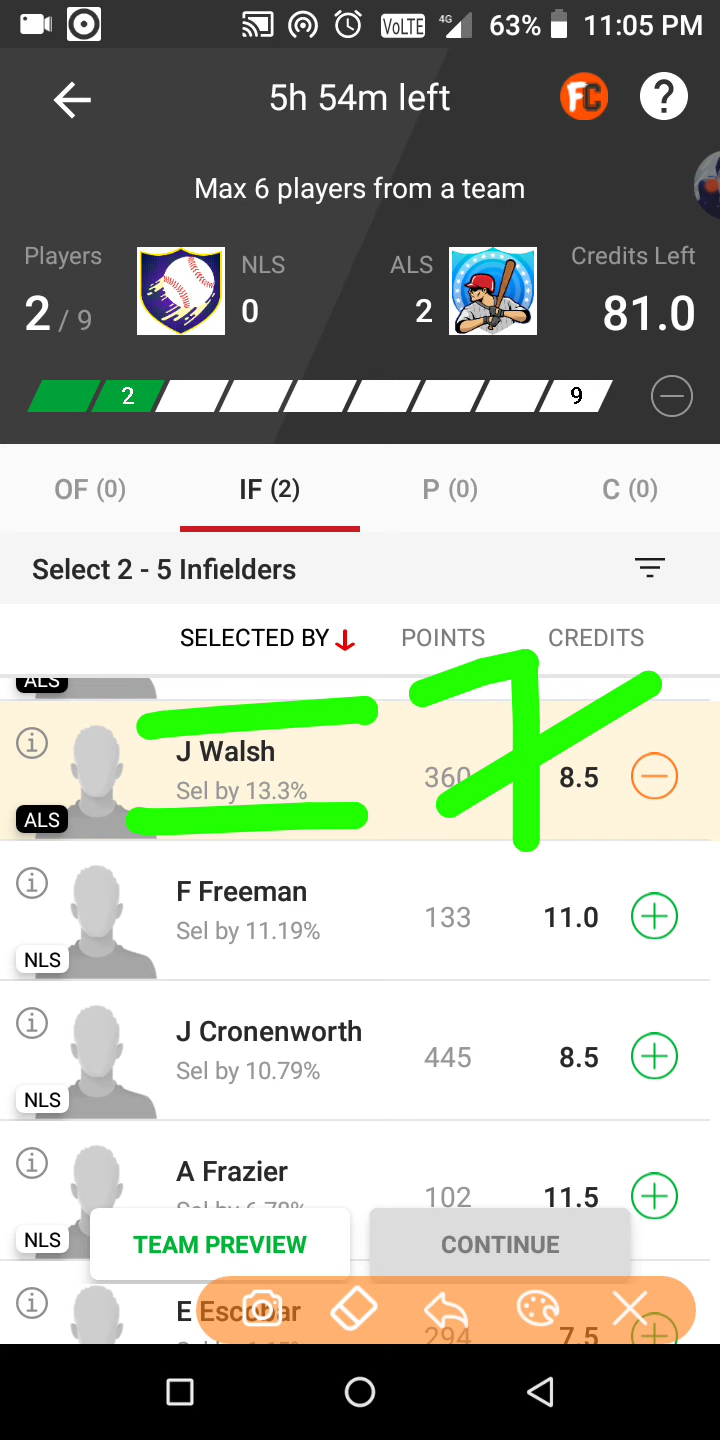 VoLTE 4G 63% 11:05 PM
5h 54m left FC ?
Max 6 players from a team
Players NLS ALS Credits Left
2 / 9 0 2 81.0
2 9
OF (0) IF (2) P (0) C (0)
Select 2 - 5 Infielders
SELECTED BY POINTS CREDITS
ALS
J Walsh
Sel by 13.3% 360 8.5
ALS
7
F Freeman
Sel by 11.19% 133 11.0
NLS
J Cronenworth
Sel by 10.79% 445 8.5
NLS
A Frazier
102 11.5
NLS
TEAM PREVIEW CONTINUE
E Escobar
294 7.5